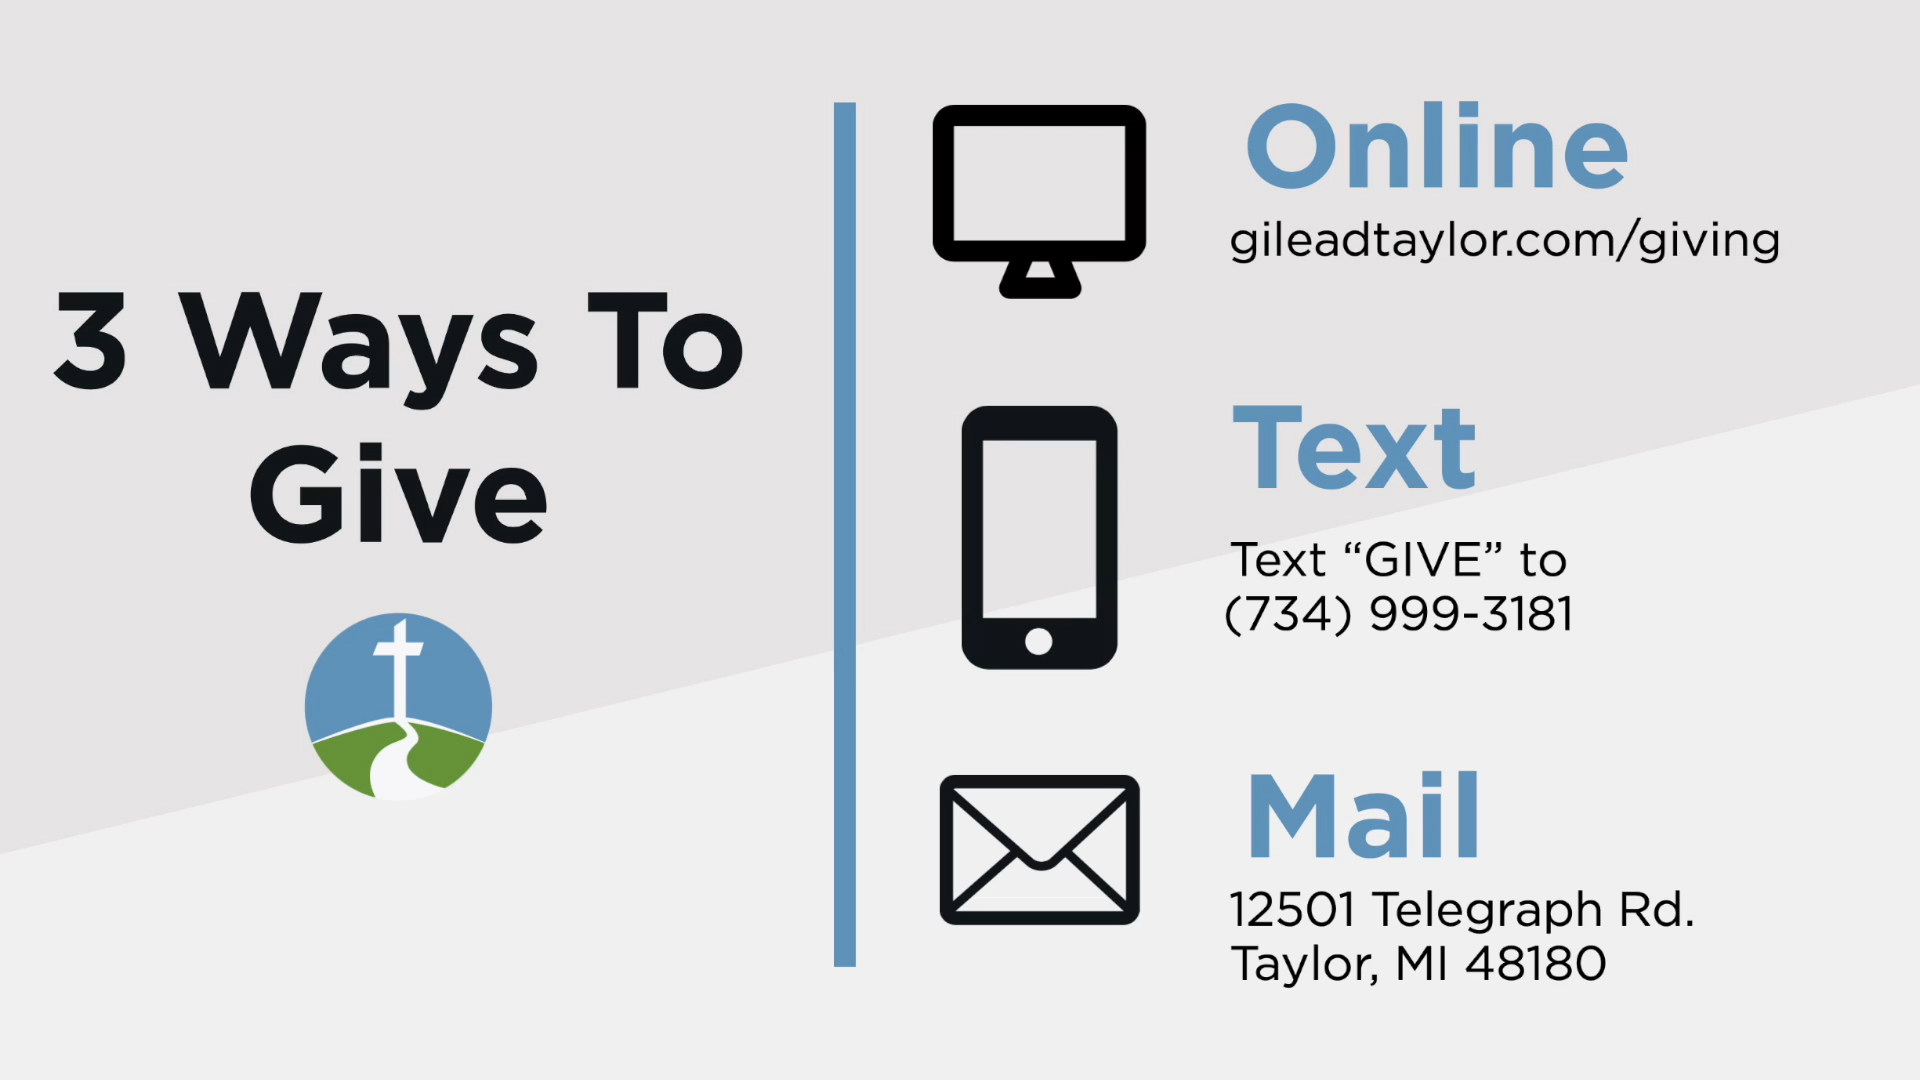 3 Ways To
Give
Online
gileadtaylor.com/giving
Text
Text “GIVE” to
(734) 999-3181
Mail
12501 Telegraph Rd.
Taylor, MI 48180